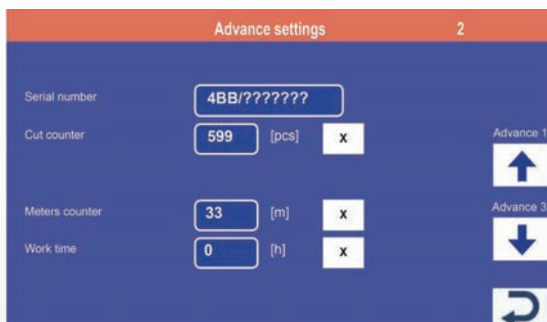 Advance settings 2
Serial number 4BB/???????
Cut counter 599 [pcs] x
Advance 1
Meters counter 33 [m] x
Advance 3
Work time 0 [h] x